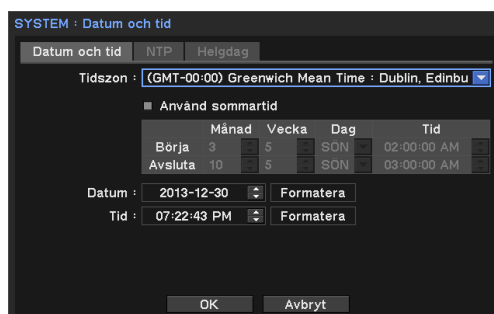 SYSTEM : Datum och tid
Datum och tid NTP Helgdag
Tidszon : (GMT-00:00) Greenwich Mean Time : Dublin, Edinbu
Använd sommartid
Månad Vecka Dag Tid
Börja 3 5 SÖN 02:00:00 AM
Avsluta 10 5 SÖN 03:00:00 AM
Datum : 2013-12-30 Formatera
Tid : 07:22:43 PM Formatera
OK Avbryt